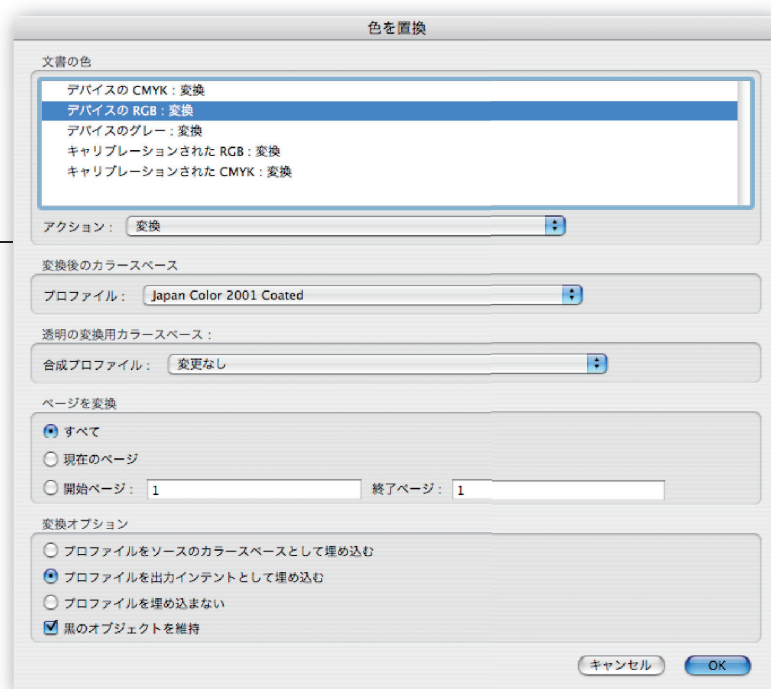 色を置換
文書の色
デバイスの CMYK : 変換
デバイスの RGB : 変換
デバイスのグレー : 変換
キャリブレーションされた RGB : 変換
キャリブレーションされた CMYK : 変換
アクション : 変換
変換後のカラースペース
プロファイル : Japan Color 2001 Coated
透明の変換用カラースペース :
合成プロファイル : 変更なし
ページを変換
すべて
現在のページ
開始ページ : 1 終了ページ : 1
変換オプション
プロファイルをソースのカラースペースとして埋め込む
プロファイルを出力インテントとして埋め込む
プロファイルを埋め込まない
黒のオブジェクトを維持
キャンセル OK